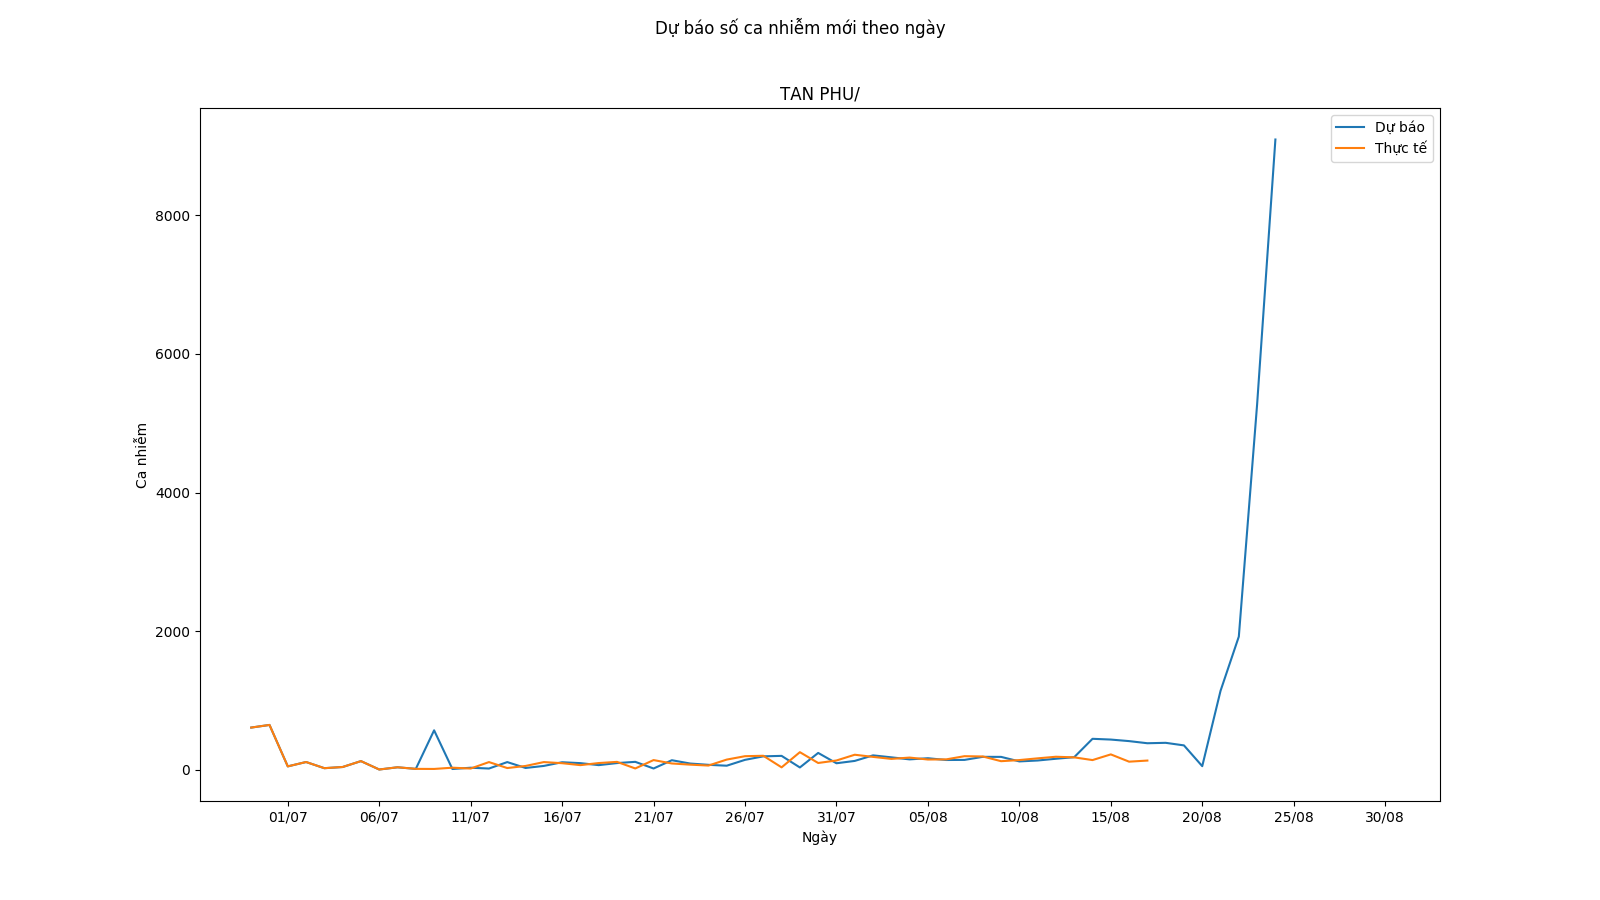 Dự báo số ca nhiễm mới theo ngày
TAN PHU/
Dự báo
Thực tế
8000
6000
4000
2000
0
Ca nhiễm
01/07 06/07 11/07 16/07 21/07 26/07 31/07 05/08 10/08 15/08 20/08 25/08 30/08
Ngày